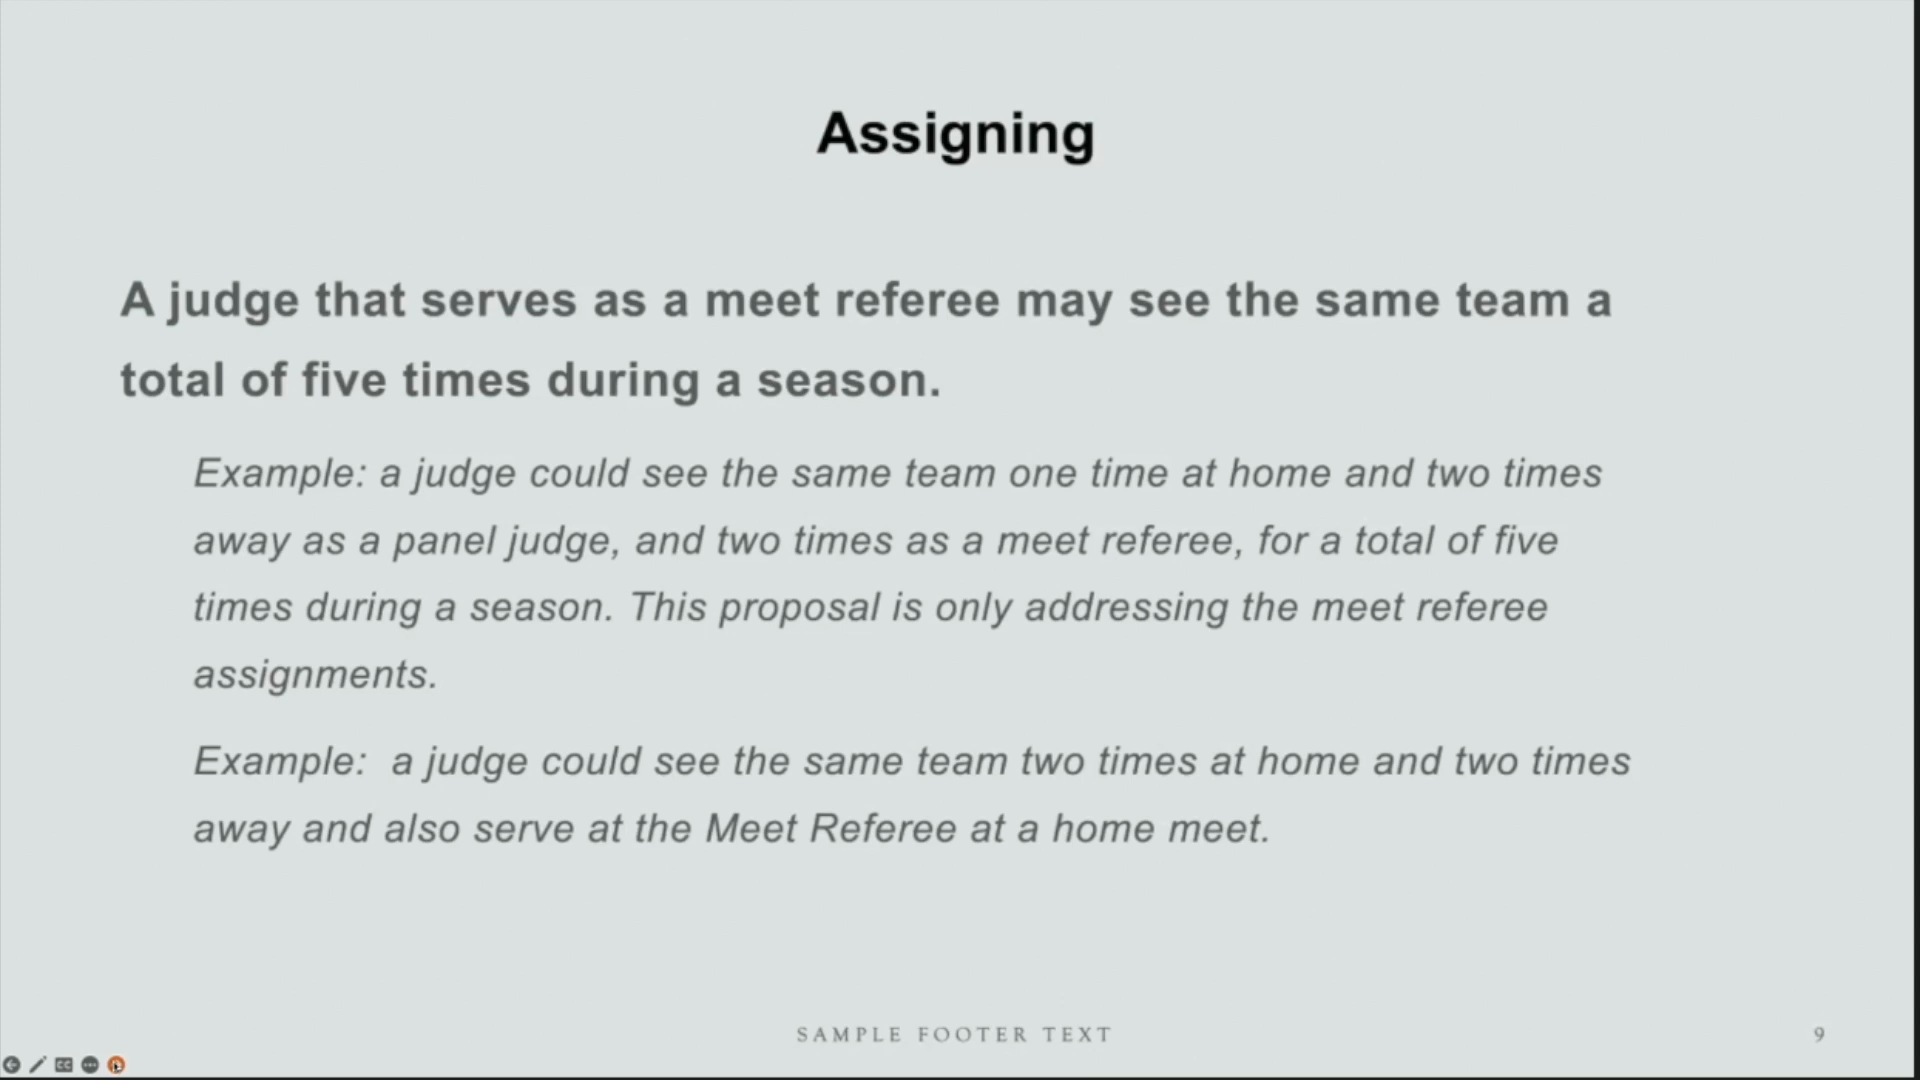 Assigning
A judge that serves as a meet referee may see the same team a
total of five times during a season.
Example: a judge could see the same team one time at home and two times
away as a panel judge, and two times as a meet referee, for a total of five
times during a season. This proposal is only addressing the meet referee
assignments.
Example:  a judge could see the same team two times at home and two times
away and also serve at the Meet Referee at a home meet.
SAMPLE FOOTER TEXT
9
CC